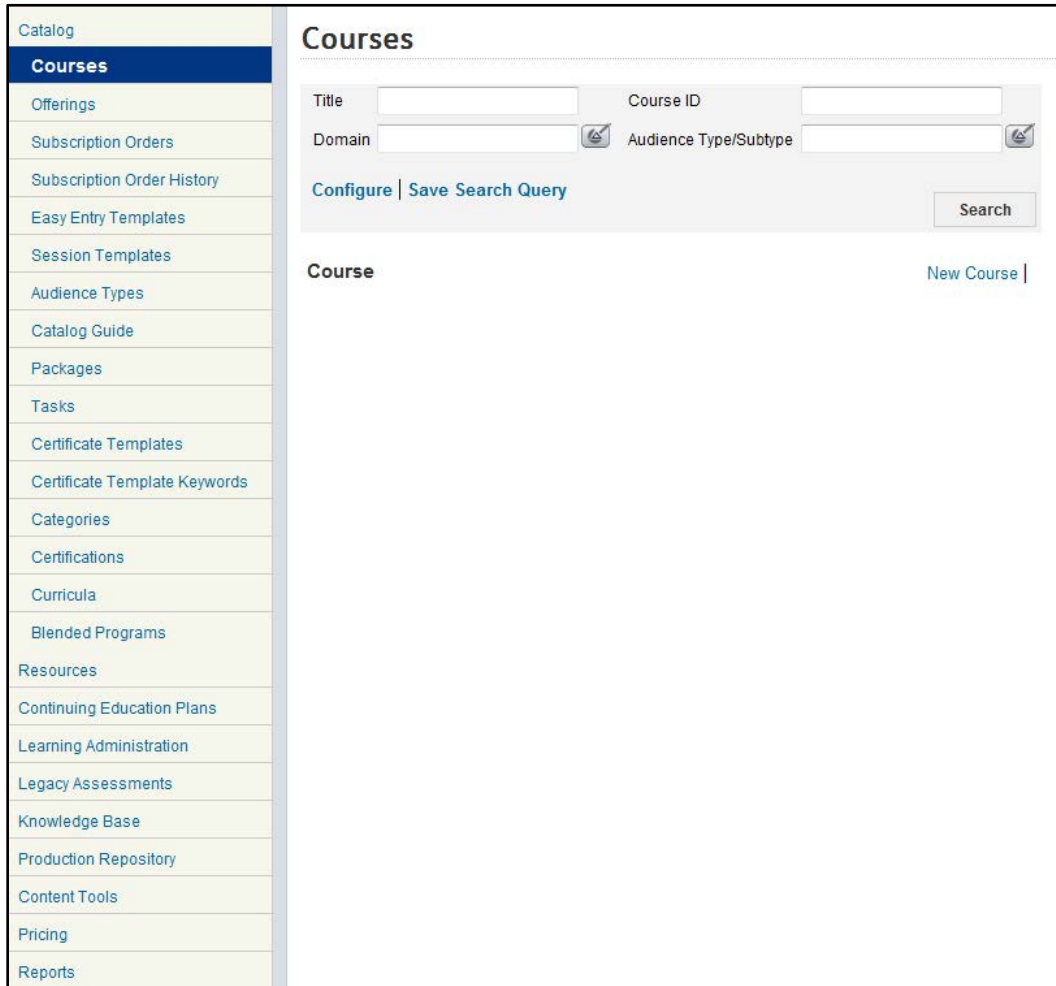 Catalog
Courses
Offerings
Subscription Orders
Subscription Order History
Easy Entry Templates
Session Templates
Audience Types
Catalog Guide
Packages
Tasks
Certificate Templates
Certificate Template Keywords
Categories
Certifications
Curricula
Blended Programs
Resources
Continuing Education Plans
Learning Administration
Legacy Assessments
Knowledge Base
Production Repository
Content Tools
Pricing
Reports
Courses
Title Course ID
Domain Audience Type/Subtype
Configure | Save Search Query
Search
Course New Course |